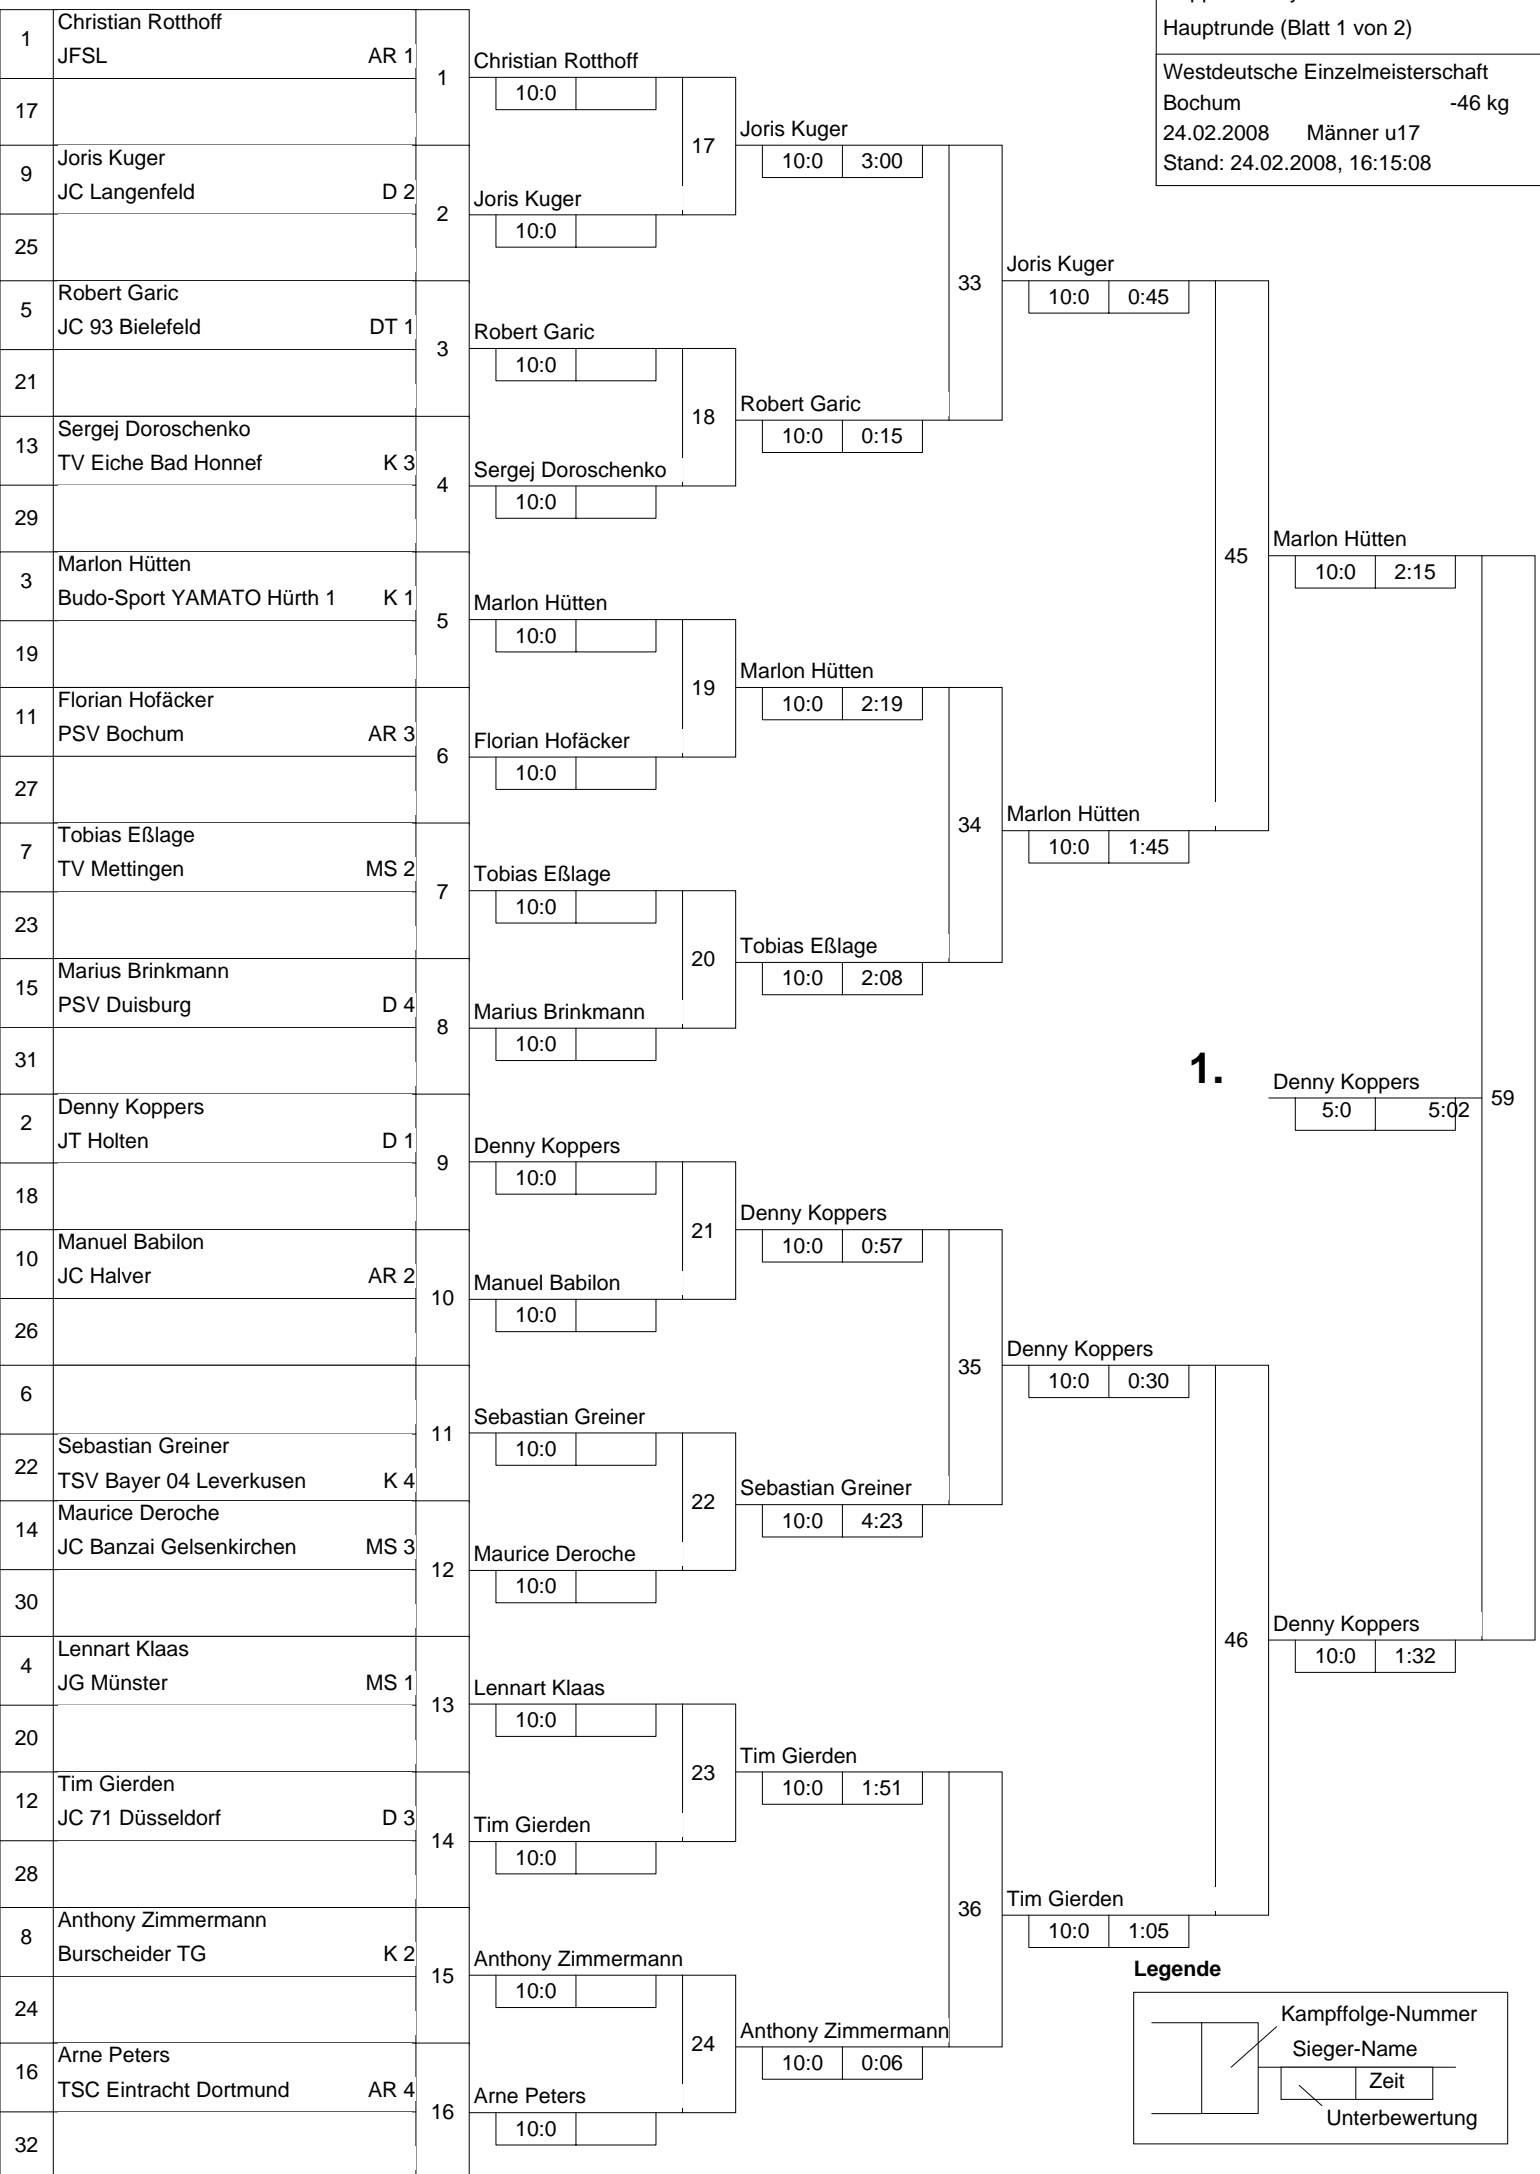 Hauptrunde (Blatt 1 von 2)
Westdeutsche Einzelmeisterschaft
Bochum -46 kg
24.02.2008 Männer u17
Stand: 24.02.2008, 16:15:08
1 Christian Rotthoff
JFSL AR 1
17
9 Joris Kuger
JC Langenfeld D 2
25
5 Robert Garic
JC 93 Bielefeld DT 1
21
13 Sergej Doroschenko
TV Eiche Bad Honnef K 3
29
3 Marlon Hütten
Budo-Sport YAMATO Hürth 1 K 1
19
11 Florian Hofäcker
PSV Bochum AR 3
27
7 Tobias Eßlage
TV Mettingen MS 2
23
15 Marius Brinkmann
PSV Duisburg D 4
31
2 Denny Koppers
JT Holten D 1
18
10 Manuel Babilon
JC Halver AR 2
26
6
22 Sebastian Greiner
TSV Bayer 04 Leverkusen K 4
14 Maurice Deroche
JC Banzai Gelsenkirchen MS 3
30
4 Lennart Klaas
JG Münster MS 1
20
12 Tim Gierden
JC 71 Düsseldorf D 3
28
8 Anthony Zimmermann
Burscheider TG K 2
24
16 Arne Peters
TSC Eintracht Dortmund AR 4
32
1 Christian Rotthoff
10:0
2 Joris Kuger
10:0
3 Robert Garic
10:0
4 Sergej Doroschenko
10:0
5 Marlon Hütten
10:0
6 Florian Hofäcker
10:0
7 Tobias Eßlage
10:0
8 Marius Brinkmann
10:0
9 Denny Koppers
10:0
10 Manuel Babilon
10:0
11 Sebastian Greiner
10:0
12 Maurice Deroche
10:0
13 Lennart Klaas
10:0
14 Tim Gierden
10:0
15 Anthony Zimmermann
10:0
16 Arne Peters
10:0
17 Joris Kuger
10:0 3:00
18 Robert Garic
10:0 0:15
19 Marlon Hütten
10:0 2:19
20 Tobias Eßlage
10:0 2:08
21 Denny Koppers
10:0 0:57
22 Sebastian Greiner
10:0 4:23
23 Tim Gierden
10:0 1:51
24 Anthony Zimmermann
10:0 0:06
33 Joris Kuger
10:0 0:45
34 Marlon Hütten
10:0 1:45
35 Denny Koppers
10:0 0:30
36 Tim Gierden
10:0 1:05
45 Marlon Hütten
10:0 2:15
46 Denny Koppers
10:0 1:32
1. Denny Koppers 59
5:0 5:02
Legende
Kampffolge-Nummer
Sieger-Name
Zeit
Unterbewertung